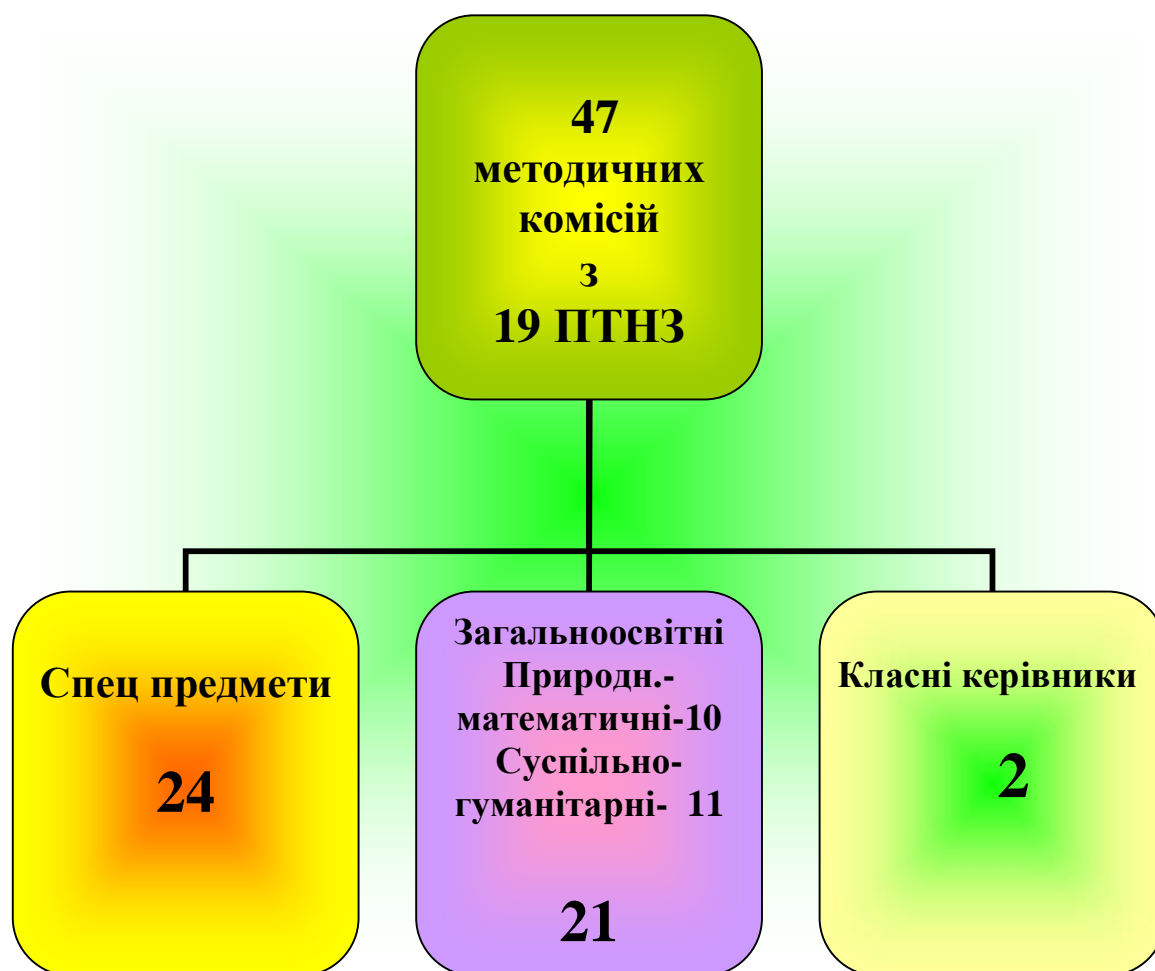 47
методичних
комісій
з
19 ПТНЗ
Спец предмети
24
Загальноосвітні
Природн.-
математичні-10
Суспільно-
гуманітарні- 11
21
Класні керівники
2